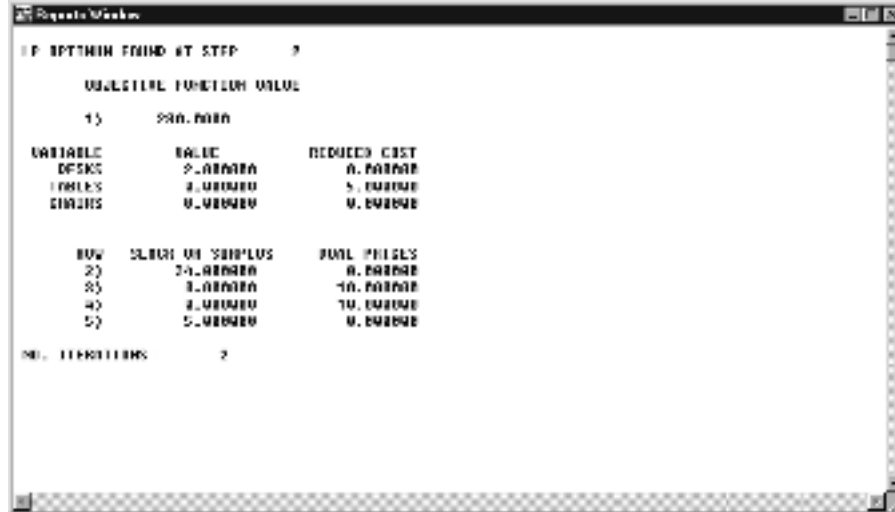 Reports Window
LP OPTIMUM FOUND AT STEP 2
OBJECTIVE FUNCTION VALUE
1) 280.0000
VARIABLE VALUE REDUCED COST
DESKS 2.000000 0.000000
TABLES 0.000000 5.000000
CHAIRS 8.000000 0.000000
ROW SLACK OR SURPLUS DUAL PRICES
2) 24.000000 0.000000
3) 0.000000 10.000000
4) 0.000000 10.000000
5) 5.000000 0.000000
NO. ITERATIONS 2